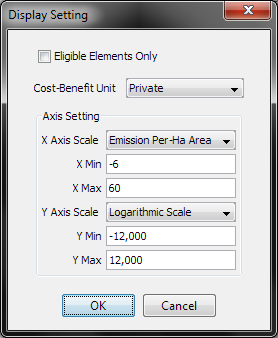 Display Setting
Eligible Elements Only
Cost-Benefit Unit Private
Axis Setting
X Axis Scale Emission Per-Ha Area
X Min -6
X Max 60
Y Axis Scale Logarithmic Scale
Y Min -12,000
Y Max 12,000
OK Cancel